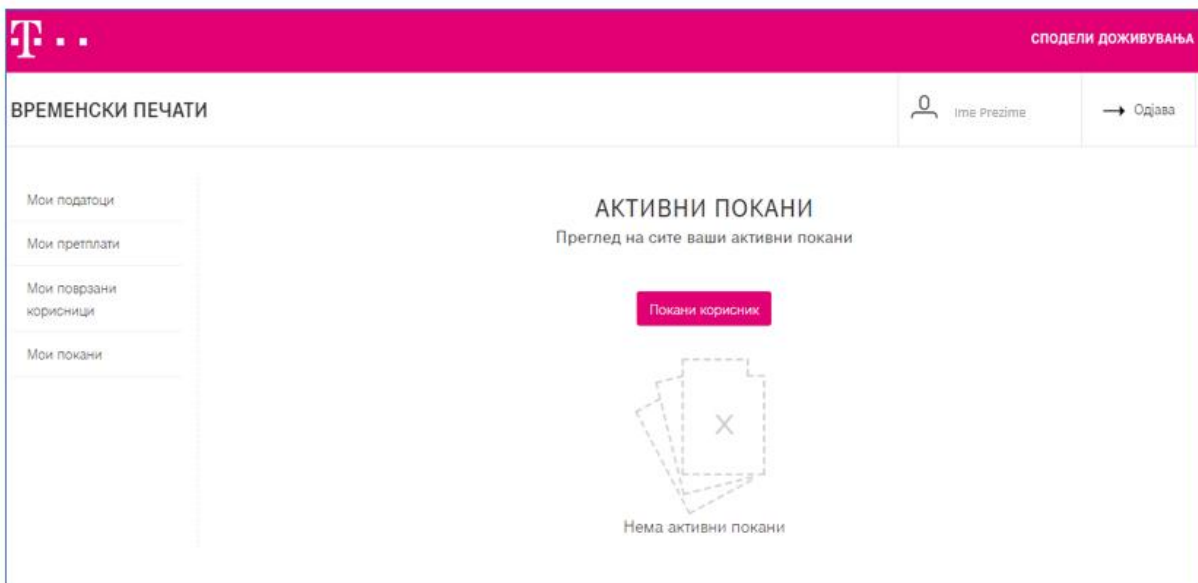 СПОДЕЛИ ДОЖИВУВАЊА
ВРЕМЕНСКИ ПЕЧАТИ
Ime Prezime
Одјава
Мои податоци
Мои претплати
Мои поврзани
корисници
Мои покани
АКТИВНИ ПОКАНИ
Преглед на сите ваши активни покани
Покани корисник
Нема активни покани